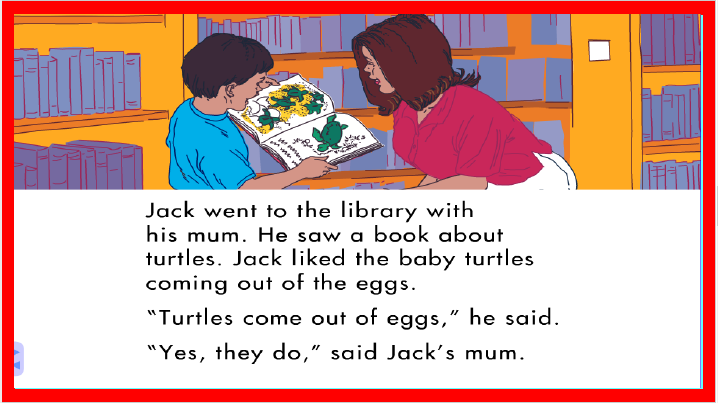 Jack went to the library with
his mum. He saw a book about
turtles. Jack liked the baby turtles
coming out of the eggs.
“Turtles come out of eggs,” he said.
“Yes, they do,” said Jack’s mum.